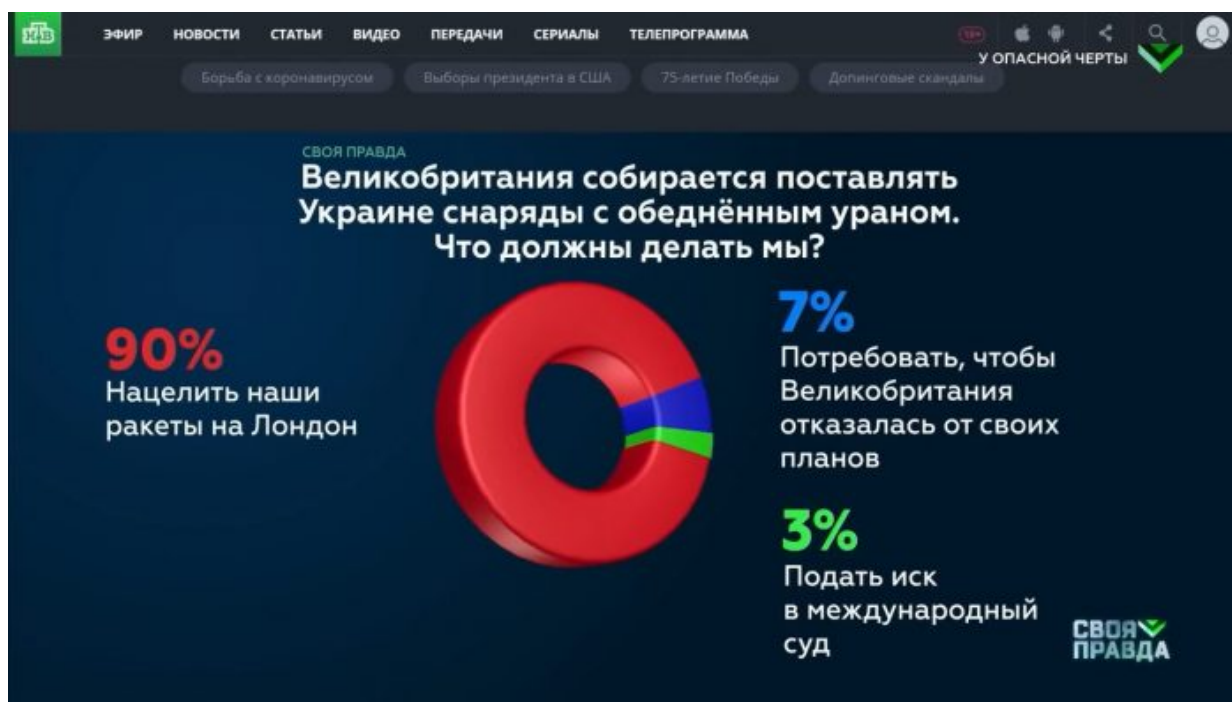 НТВ
ЭФИР НОВОСТИ СТАТЬИ ВИДЕО ПЕРЕДАЧИ СЕРИАЛЫ ТЕЛЕПРОГРАММА 18+
У ОПАСНОЙ ЧЕРТЫ
Борьба с коронавирусом Выборы президента в США 75-летие Победы Допинговые скандалы
СВОЯ ПРАВДА
Великобритания собирается поставлять
Украине снаряды с обеднённым ураном.
Что должны делать мы?
90%
Нацелить наши
ракеты на Лондон
7%
Потребовать, чтобы
Великобритания
отказалась от своих
планов
3%
Подать иск
в международный
суд
СВОЯ
ПРАВДА